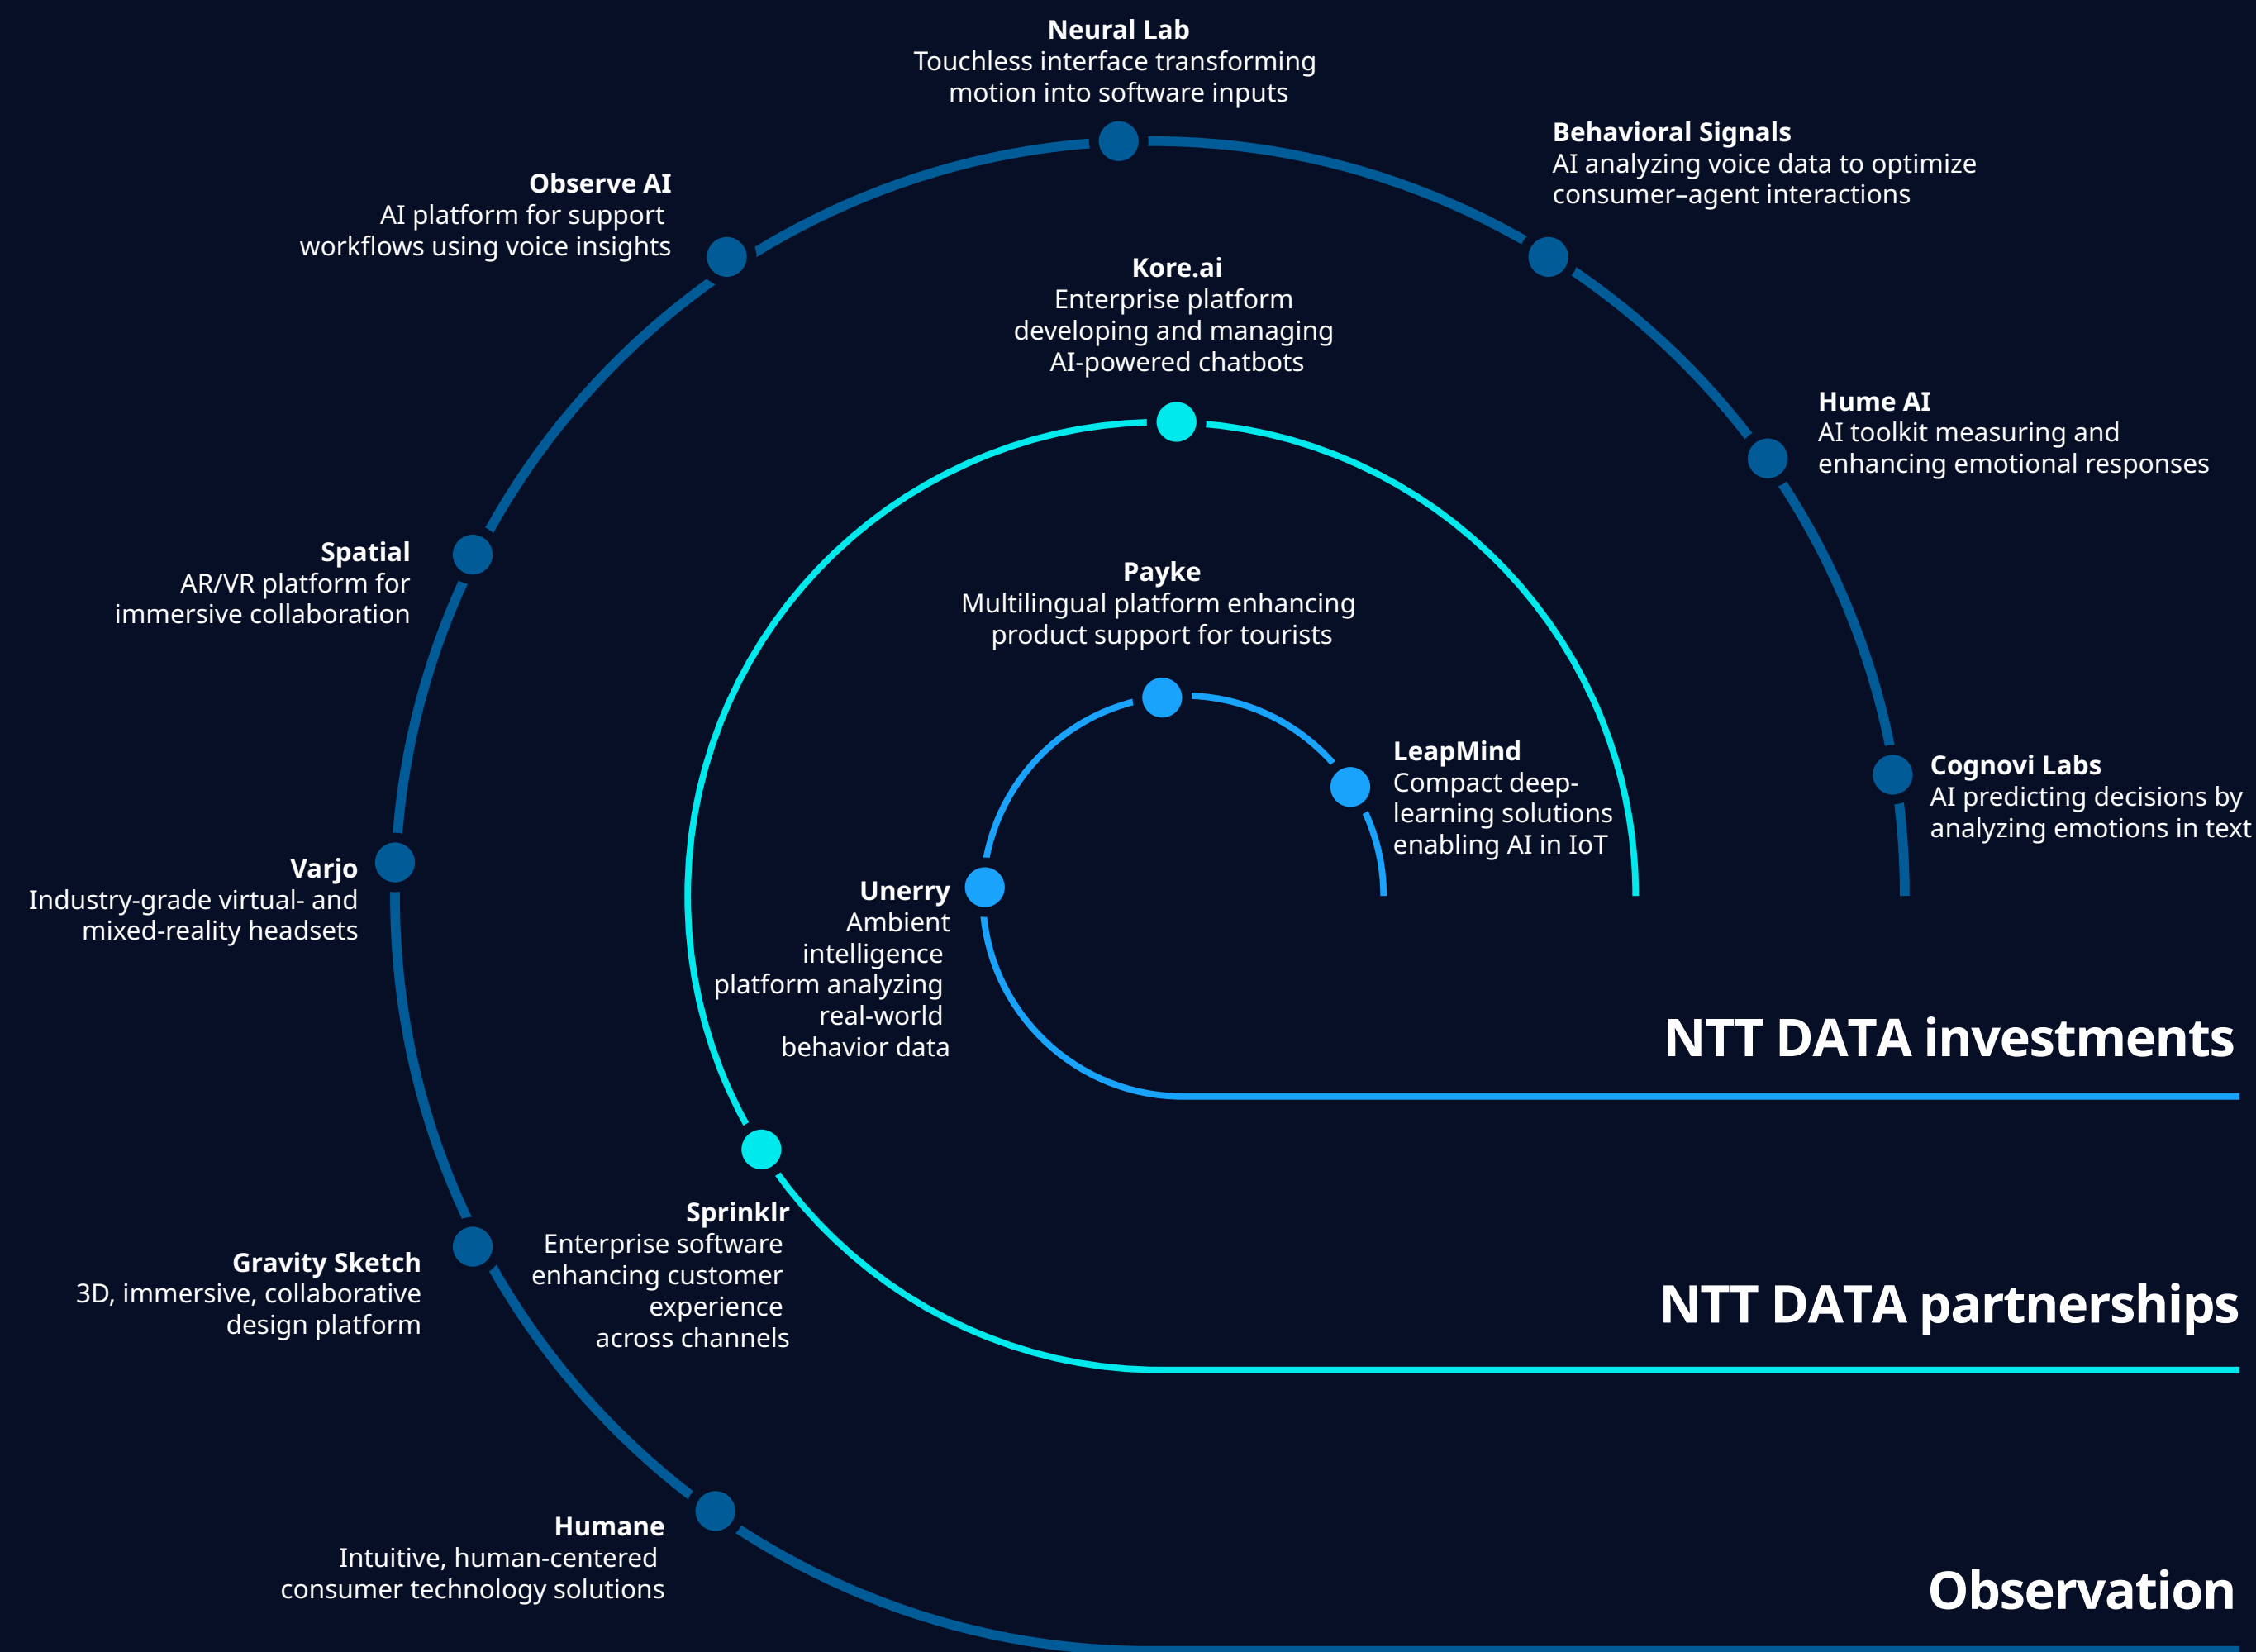 Neural Lab
Touchless interface transforming
motion into software inputs
Behavioral Signals
AI analyzing voice data to optimize
consumer–agent interactions
Observe AI
AI platform for support
workflows using voice insights
Kore.ai
Enterprise platform
developing and managing
AI-powered chatbots
Hume AI
AI toolkit measuring and
enhancing emotional responses
Spatial
AR/VR platform for
immersive collaboration
Payke
Multilingual platform enhancing
product support for tourists
LeapMind
Compact deep-
learning solutions
enabling AI in IoT
Cognovi Labs
AI predicting decisions by
analyzing emotions in text
Varjo
Industry-grade virtual- and
mixed-reality headsets
Unerry
Ambient
intelligence
platform analyzing
real-world
behavior data
NTT DATA investments
Sprinklr
Enterprise software
enhancing customer
experience
across channels
Gravity Sketch
3D, immersive, collaborative
design platform
NTT DATA partnerships
Humane
Intuitive, human-centered
consumer technology solutions
Observation